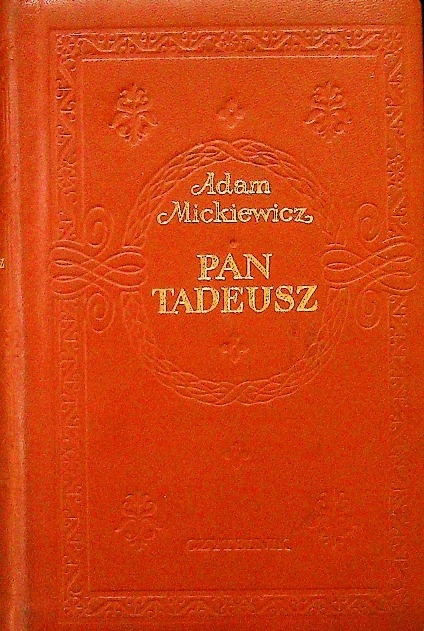 Adam
Mickiewicz
PAN
TADEUSZ
CZYTELNIK